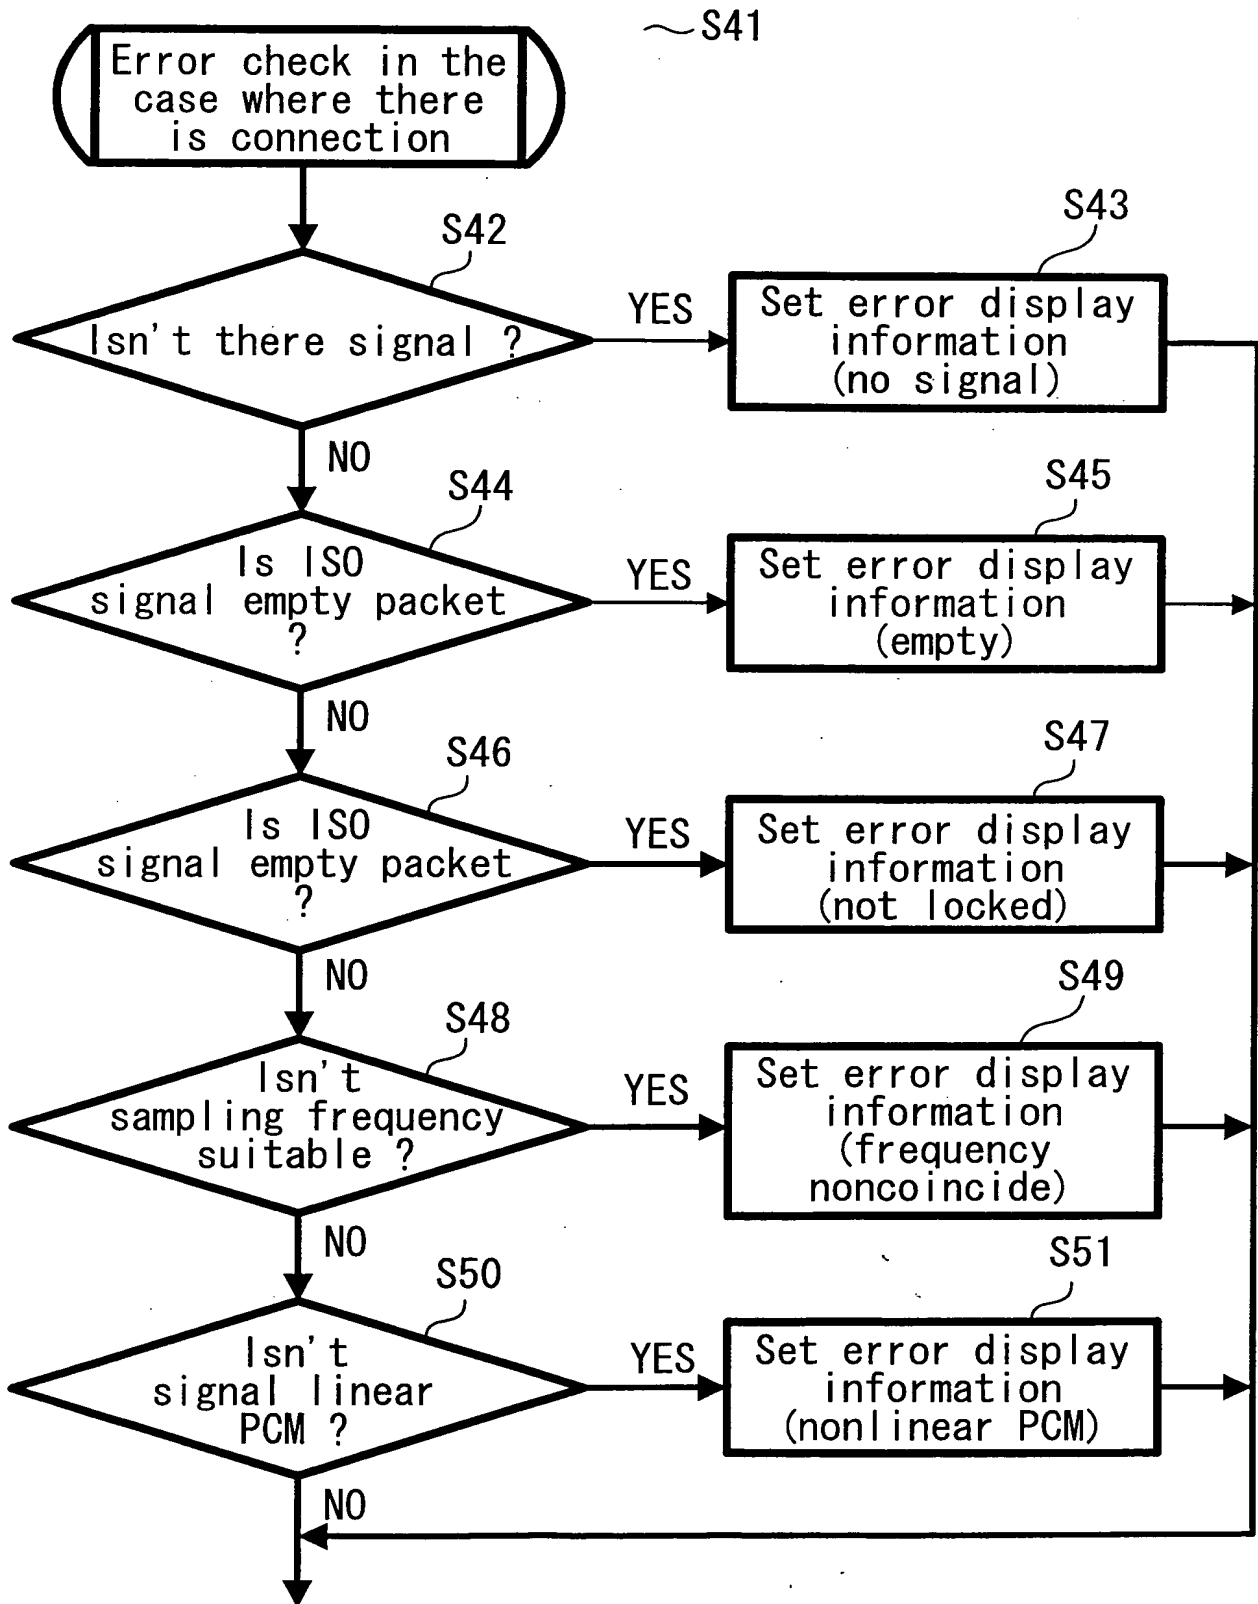 S41
Error check in the
case where there
is connection
S42
Isn't there signal ?
YES
S43
Set error display
information
(no signal)
NO
S44
Is ISO
signal empty packet
?
YES
S45
Set error display
information
(empty)
NO
S46
Is ISO
signal empty packet
?
YES
S47
Set error display
information
(not locked)
NO
S48
Isn't
sampling frequency
suitable ?
YES
S49
Set error display
information
(frequency
noncoincide)
NO
S50
Isn't
signal linear
PCM ?
YES
S51
Set error display
information
(nonlinear PCM)
NO